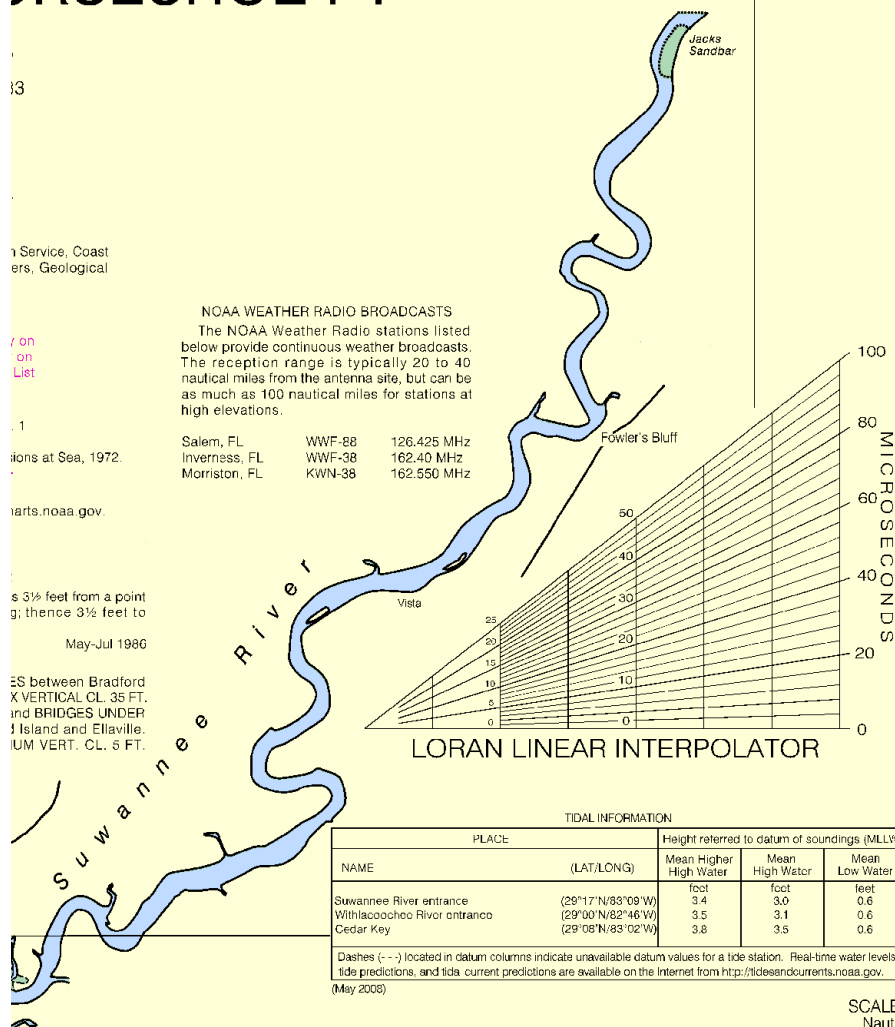 33
Jacks
Sandbar
n Service, Coast
ers, Geological
NOAA WEATHER RADIO BROADCASTS
The NOAA Weather Radio stations listed
below provide continuous weather broadcasts.
The reception range is typically 20 to 40
nautical miles from the antenna site, but can be
as much as 100 nautical miles for stations at
high elevations.
Salem, FL WWF-88 126.425 MHz
Inverness, FL WWF-38 162.40 MHz
Morriston, FL KWN-38 162.550 MHz
y on
on
List
. 1
sions at Sea, 1972.
harts.noaa.gov.
s 3½ feet from a point
g; thence 3½ feet to
May-Jul 1986
ES between Bradford
X VERTICAL CL. 35 FT.
and BRIDGES UNDER
d Island and Ellaville.
IUM VERT. CL. 5 FT.
Fowler's Bluff
Vista
Suwannee River
100
80
60
40
20
0
MICROSECONDS
50
40
30
20
10
0
25
20
15
10
5
0
LORAN LINEAR INTERPOLATOR
TIDAL INFORMATION
PLACE Height referred to datum of soundings (MLLW
NAME (LAT/LONG) Mean Higher High Water Mean High Water Mean Low Water
feet feet feet
Suwannee River entrance (29°17'N/83°09'W) 3.4 3.0 0.6
Withlacoochee River entrance (29°00'N/82°46'W) 3.5 3.1 0.6
Cedar Key (29°08'N/83°02'W) 3.8 3.5 0.6
Dashes (- - -) located in datum columns indicate unavailable datum values for a tide station. Real-time water levels
tide predictions, and tidal current predictions are available on the Internet from http://tidesandcurrents.noaa.gov.
(May 2008)
SCALE
Naut